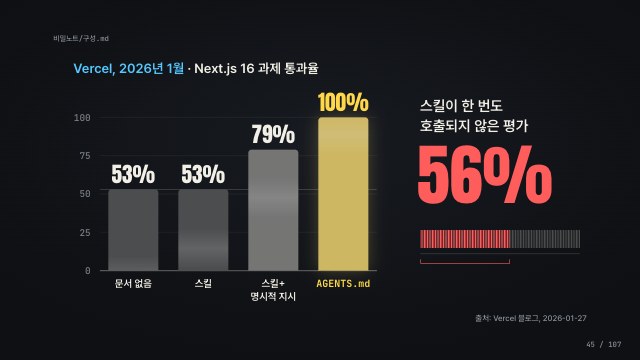 비밀노트/구성.md
Vercel, 2026년 1월 · Next.js 16 과제 통과율
100
75
50
25
0
53%
53%
79%
100%
문서 없음
스킬
스킬+
명시적 지시
AGENTS.md
스킬이 한 번도
호출되지 않은 평가
56%
출처: Vercel 블로그, 2026-01-27
45 / 107